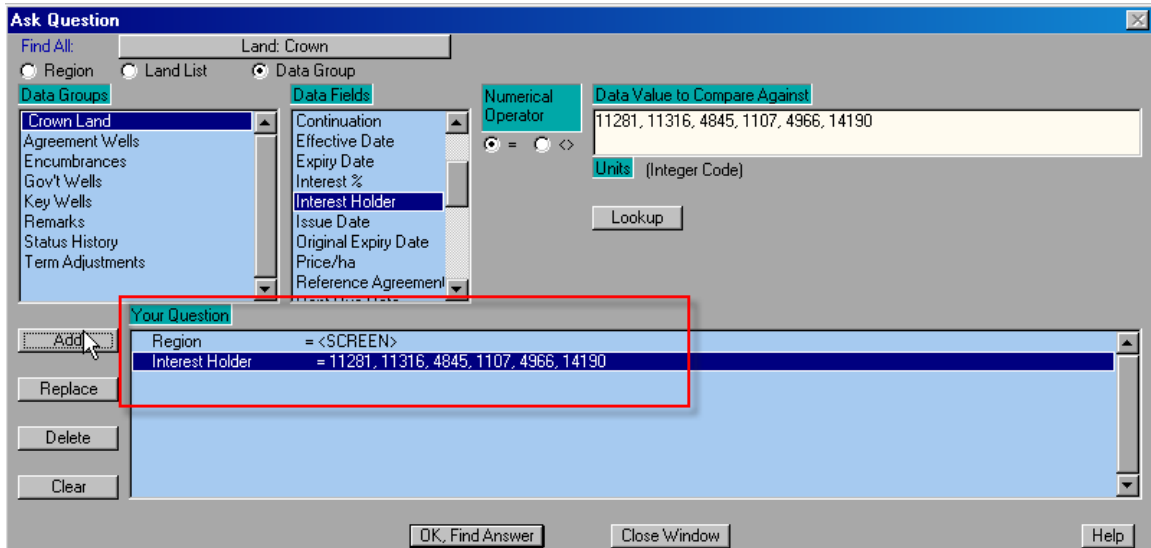 Ask Question
Find All: Land: Crown
Region Land List Data Group
Data Groups
Crown Land
Agreement Wells
Encumbrances
Gov't Wells
Key Wells
Remarks
Status History
Term Adjustments
Data Fields
Continuation
Effective Date
Expiry Date
Interest %
Interest Holder
Issue Date
Original Expiry Date
Price/ha
Reference Agreement
Numerical
Operator
= <>
Data Value to Compare Against
11281, 11316, 4845, 1107, 4966, 14190
Units (Integer Code)
Lookup
Your Question
Region = <SCREEN>
Interest Holder = 11281, 11316, 4845, 1107, 4966, 14190
Add
Replace
Delete
Clear
OK, Find Answer Close Window Help